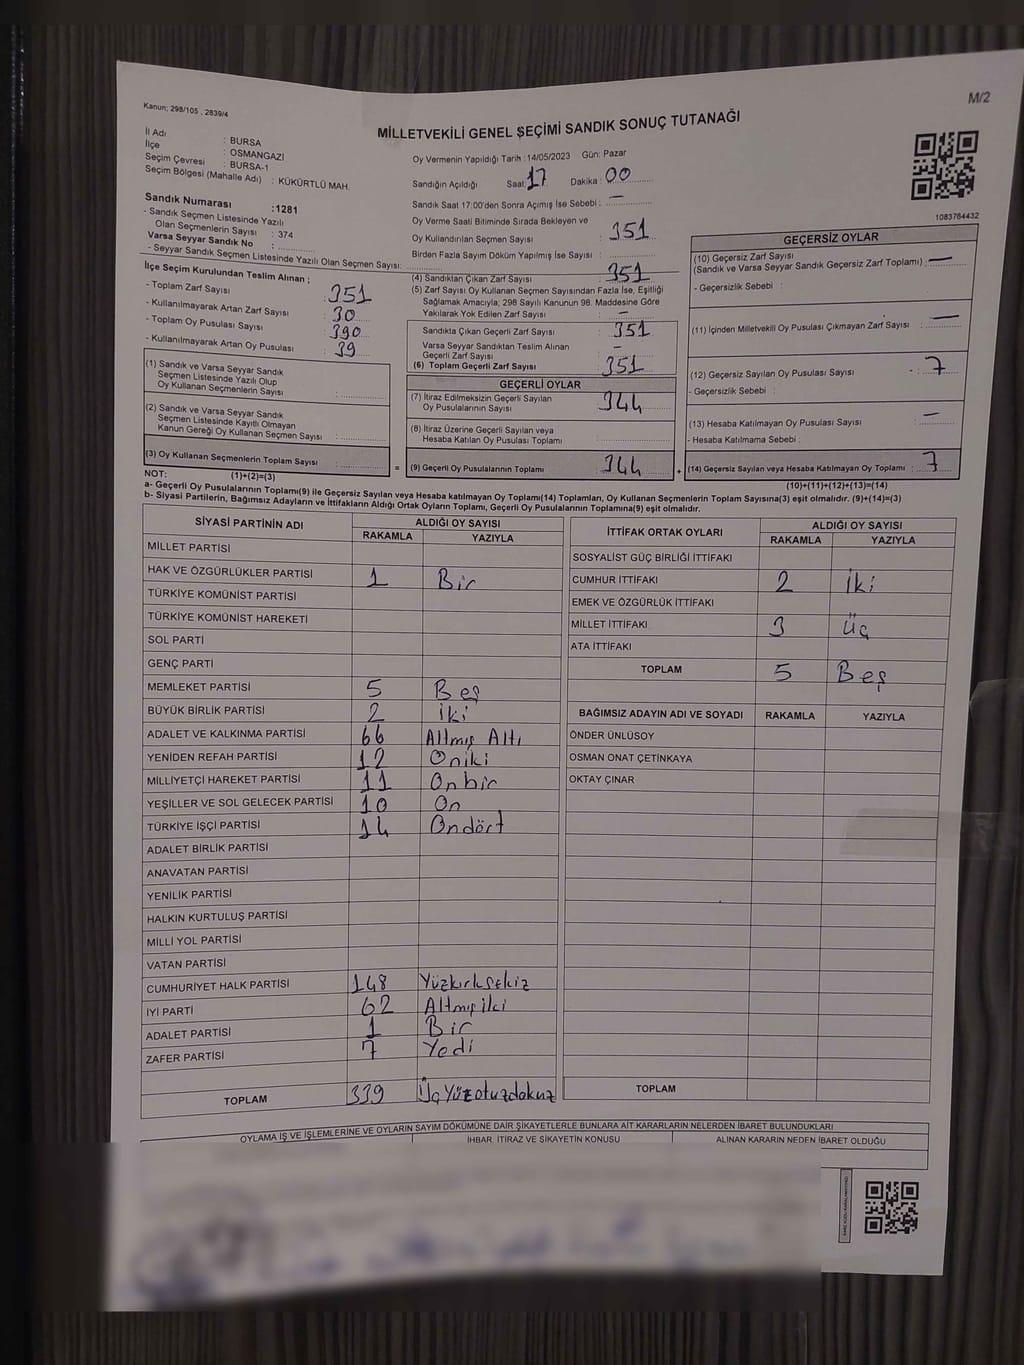 Kanun; 298/105 , 2839/4
M/2
MİLLETVEKİLİ GENEL SEÇİMİ SANDIK SONUÇ TUTANAĞI
İl Adı : BURSA
İlçe : OSMANGAZİ
Seçim Çevresi : BURSA-1
Seçim Bölgesi (Mahalle Adı) : KÜKÜRTLÜ MAH.
Sandık Numarası :1281
- Sandık Seçmen Listesinde Yazılı
Olan Seçmenlerin Sayısı : 374
Varsa Seyyar Sandık No :
- Seyyar Sandık Seçmen Listesinde Yazılı Olan Seçmen Sayısı:
İlçe Seçim Kurulundan Teslim Alınan ;
- Toplam Zarf Sayısı : 351
- Kullanılmayarak Artan Zarf Sayısı : 30
- Toplam Oy Pusulası Sayısı : 390
- Kullanılmayarak Artan Oy Pusulası : 39
(1) Sandık ve Varsa Seyyar Sandık
Seçmen Listesinde Yazılı Olup
Oy Kullanan Seçmenlerin Sayısı :
(2) Sandık ve Varsa Seyyar Sandık
Seçmen Listesinde Kayıtlı Olmayan
Kanun Gereği Oy Kullanan Seçmen Sayısı :
(3) Oy Kullanan Seçmenlerin Toplam Sayısı :
Oy Vermenin Yapıldığı Tarih :14/05/2023 Gün: Pazar
Sandığın Açıldığı Saat: 17 Dakika : 00
Sandık Saat 17:00'den Sonra Açımış İse Sebebi : —
Oy Verme Saati Bitiminde Sırada Bekleyen ve
Oy Kullandırılan Seçmen Sayısı : 351
Birden Fazla Sayım Döküm Yapılmış İse Sayısı :
(4) Sandıktan Çıkan Zarf Sayısı : 351
(5) Zarf Sayısı Oy Kullanan Seçmen Sayısından Fazla İse, Eşitliği
Sağlamak Amacıyla; 298 Sayılı Kanunun 98. Maddesine Göre
Yakılarak Yok Edilen Zarf Sayısı : —
Sandıkta Çıkan Geçerli Zarf Sayısı : 351
Varsa Seyyar Sandıktan Teslim Alınan
Geçerli Zarf Sayısı : —
(6) Toplam Geçerli Zarf Sayısı : 351
GEÇERLİ OYLAR
(7) İtiraz Edilmeksizin Geçerli Sayılan
Oy Pusulalarının Sayısı : 344
(8) İtiraz Üzerine Geçerli Sayılan veya
Hesaba Katılan Oy Pusulası Toplamı
= (9) Geçerli Oy Pusulalarının Toplamı 344
1083764432
GEÇERSİZ OYLAR
(10) Geçersiz Zarf Sayısı
(Sandık ve Varsa Seyyar Sandık Geçersiz Zarf Toplamı) : —
- Geçersizlik Sebebi :
(11) İçinden Milletvekili Oy Pusulası Çıkmayan Zarf Sayısı : —
(12) Geçersiz Sayılan Oy Pusulası Sayısı : 7
- Geçersizlik Sebebi :
(13) Hesaba Katılmayan Oy Pusulası Sayısı : —
- Hesaba Katılmama Sebebi :
+ (14) Geçersiz Sayılan veya Hesaba Katılmayan Oy Toplamı : 7
NOT: (1)+(2)=(3)
(10)+(11)+(12)+(13)=(14)
a- Geçerli Oy Pusulalarının Toplamı(9) ile Geçersiz Sayılan veya Hesaba katılmayan Oy Toplamı(14) Toplamları, Oy Kullanan Seçmenlerin Toplam Sayısına(3) eşit olmalıdır. (9)+(14)=(3)
b- Siyasi Partilerin, Bağımsız Adayların ve İttifakların Aldığı Ortak Oyların Toplamı, Geçerli Oy Pusulalarının Toplamına(9) eşit olmalıdır.
SİYASİ PARTİNİN ADI ALDIĞI OY SAYISI
RAKAMLA YAZIYLA
MİLLET PARTİSİ
HAK VE ÖZGÜRLÜKLER PARTİSİ 1 Bir
TÜRKİYE KOMÜNİST PARTİSİ
TÜRKİYE KOMÜNİST HAREKETİ
SOL PARTİ
GENÇ PARTİ
MEMLEKET PARTİSİ 5 Beş
BÜYÜK BİRLİK PARTİSİ 2 İki
ADALET VE KALKINMA PARTİSİ 66 Altmış Altı
YENİDEN REFAH PARTİSİ 12 Oniki
MİLLİYETÇİ HAREKET PARTİSİ 11 Onbir
YEŞİLLER VE SOL GELECEK PARTİSİ 10 On
TÜRKİYE İŞÇİ PARTİSİ 14 Ondört
ADALET BİRLİK PARTİSİ
ANAVATAN PARTİSİ
YENİLİK PARTİSİ
HALKIN KURTULUŞ PARTİSİ
MİLLİ YOL PARTİSİ
VATAN PARTİSİ
CUMHURİYET HALK PARTİSİ 148 Yüzkırksekiz
İYİ PARTİ 62 Altmışiki
ADALET PARTİSİ 1 Bir
ZAFER PARTİSİ 7 Yedi
TOPLAM 339 Üçyüzotuzdokuz
İTTİFAK ORTAK OYLARI ALDIĞI OY SAYISI
RAKAMLA YAZIYLA
SOSYALİST GÜÇ BİRLİĞİ İTTİFAKI
CUMHUR İTTİFAKI 2 İki
EMEK VE ÖZGÜRLÜK İTTİFAKI
MİLLET İTTİFAKI 3 Üç
ATA İTTİFAKI
TOPLAM 5 Beş
BAĞIMSIZ ADAYIN ADI VE SOYADI RAKAMLA YAZIYLA
ÖNDER ÜNLÜSOY
OSMAN ONAT ÇETİNKAYA
OKTAY ÇINAR
TOPLAM
OYLAMA İŞ VE İŞLEMLERİNE VE OYLARIN SAYIM DÖKÜMÜNE DAİR ŞİKAYETLERLE BUNLARA AİT KARARLARIN NELERDEN İBARET BULUNDUKLARI
İHBAR, İTİRAZ VE ŞİKAYETİN KONUSU ALINAN KARARIN NEDEN İBARET OLDUĞU